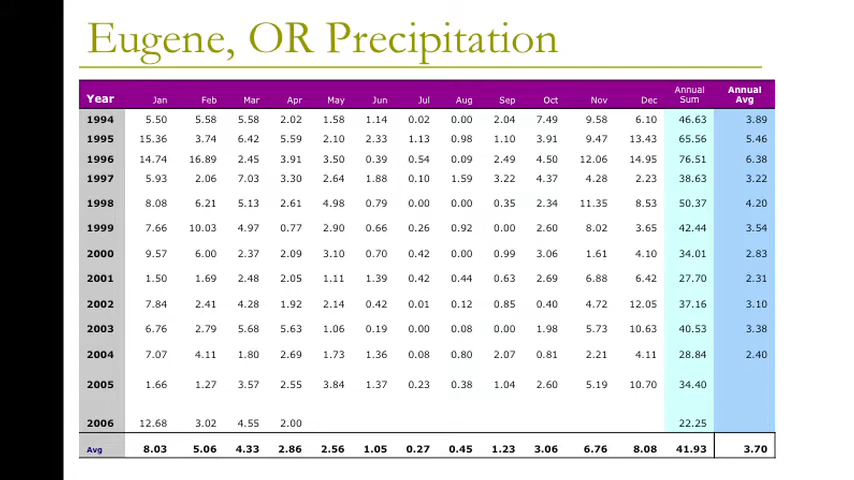 Eugene, OR Precipitation
Year Jan Feb Mar Apr May Jun Jul Aug Sep Oct Nov Dec Annual Sum Annual Avg
1994 5.50 5.58 5.58 2.02 1.58 1.14 0.02 0.00 2.04 7.49 9.58 6.10 46.63 3.89
1995 15.36 3.74 6.42 5.59 2.10 2.33 1.13 0.98 1.10 3.91 9.47 13.43 65.56 5.46
1996 14.74 16.89 2.45 3.91 3.50 0.39 0.54 0.09 2.49 4.50 12.06 14.95 76.51 6.38
1997 5.93 2.06 7.03 3.30 2.64 1.88 0.10 1.59 3.22 4.37 4.28 2.23 38.63 3.22
1998 8.08 6.21 5.13 2.61 4.98 0.79 0.00 0.00 0.35 2.34 11.35 8.53 50.37 4.20
1999 7.66 10.03 4.97 0.77 2.90 0.66 0.26 0.92 0.00 2.60 8.02 3.65 42.44 3.54
2000 9.57 6.00 2.37 2.09 3.10 0.70 0.42 0.00 0.99 3.06 1.61 4.10 34.01 2.83
2001 1.50 1.69 2.48 2.05 1.11 1.39 0.42 0.44 0.63 2.69 6.88 6.42 27.70 2.31
2002 7.84 2.41 4.28 1.92 2.14 0.42 0.01 0.12 0.85 0.40 4.72 12.05 37.16 3.10
2003 6.76 2.79 5.68 5.63 1.06 0.19 0.00 0.08 0.00 1.98 5.73 10.63 40.53 3.38
2004 7.07 4.11 1.80 2.69 1.73 1.36 0.08 0.80 2.07 0.81 2.21 4.11 28.84 2.40
2005 1.66 1.27 3.57 2.55 3.84 1.37 0.23 0.38 1.04 2.60 5.19 10.70 34.40
2006 12.68 3.02 4.55 2.00 22.25
Avg 8.03 5.06 4.33 2.86 2.56 1.05 0.27 0.45 1.23 3.06 6.76 8.08 41.93 3.70